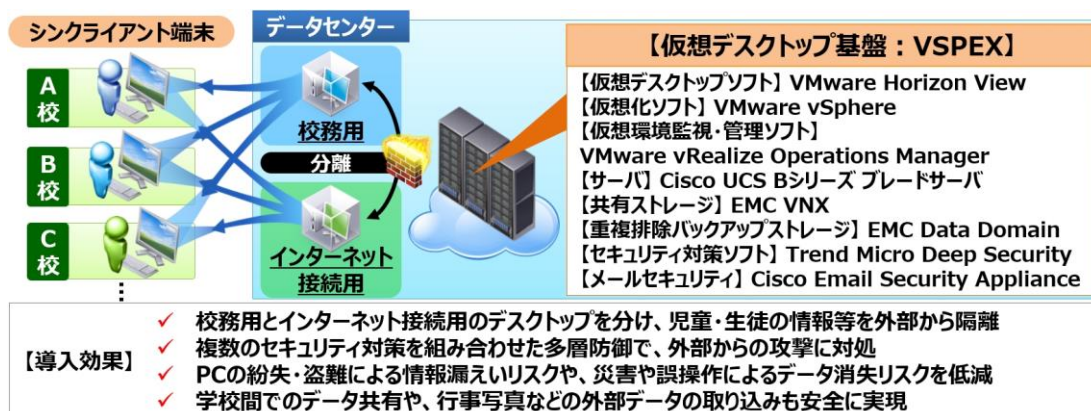 シンクライアント端末
A
校
B
校
C
校
データセンター
校務用
分離
インターネット
接続用
【仮想デスクトップ基盤：VSPEX】
【仮想デスクトップソフト】 VMware Horizon View
【仮想化ソフト】 VMware vSphere
【仮想環境監視・管理ソフト】
VMware vRealize Operations Manager
【サーバ】 Cisco UCS Bシリーズ ブレードサーバ
【共有ストレージ】 EMC VNX
【重複排除バックアップストレージ】 EMC Data Domain
【セキュリティ対策ソフト】 Trend Micro Deep Security
【メールセキュリティ】 Cisco Email Security Appliance
【導入効果】
✓ 校務用とインターネット接続用のデスクトップを分け、児童・生徒の情報等を外部から隔離
✓ 複数のセキュリティ対策を組み合わせた多層防御で、外部からの攻撃に対処
✓ PCの紛失・盗難による情報漏えいリスクや、災害や誤操作によるデータ消失リスクを低減
✓ 学校間でのデータ共有や、行事写真などの外部データの取り込みも安全に実現